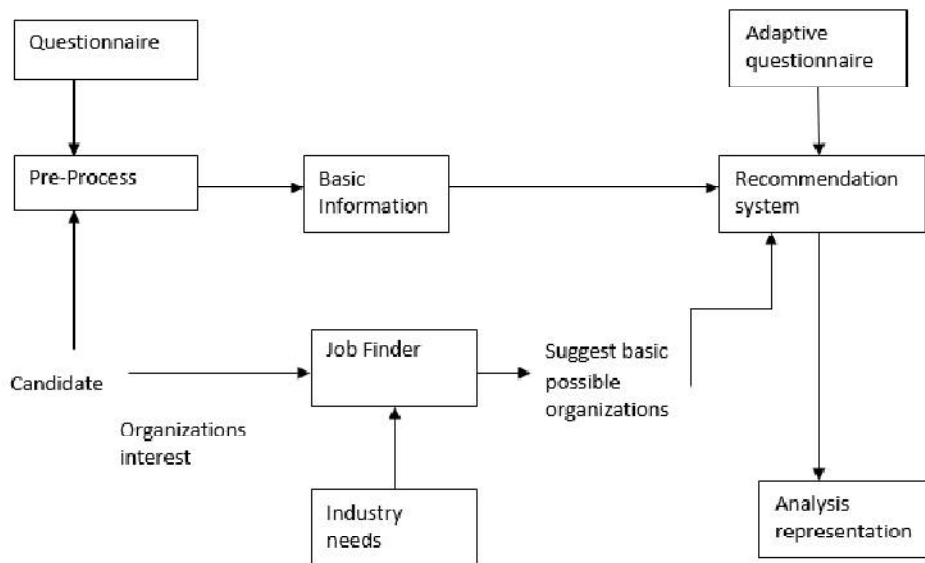 Questionnaire
Adaptive
questionnaire
Pre-Process
Basic
Information
Recommendation
system
Candidate
Organizations
interest
Job Finder
Suggest basic
possible
organizations
Industry
needs
Analysis
representation